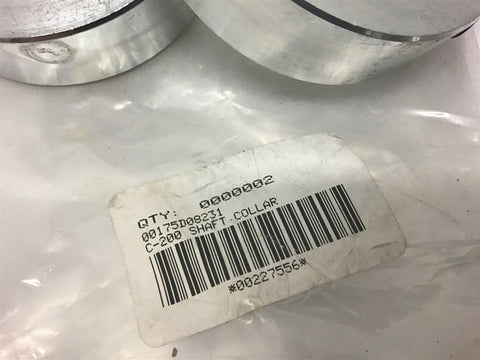 QTY: 0000002
00175D08231
C-200 SHAFT COLLAR
*00227556*